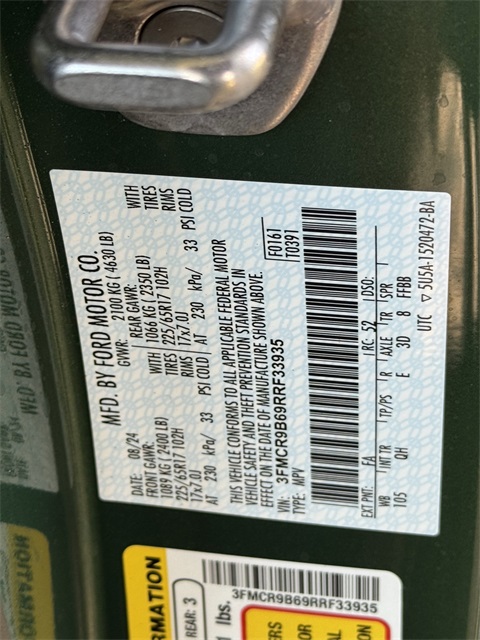 MFD. BY FORD MOTOR CO.
DATE: 08/24 GVWR: 2100 KG (4630 LB)
FRONT GAWR: REAR GAWR:
1089 KG (2400 LB) WITH 1066 KG (2350 LB) WITH
225/65R17 102H TIRES 225/65R17 102H TIRES
17x7.0J RIMS 17x7.0J RIMS
AT 230 kPa/ 33 PSI COLD AT 230 kPa/ 33 PSI COLD
THIS VEHICLE CONFORMS TO ALL APPLICABLE FEDERAL MOTOR
VEHICLE SAFETY AND THEFT PREVENTION STANDARDS IN
EFFECT ON THE DATE OF MANUFACTURE SHOWN ABOVE.
VIN: 3FMCR9B69RRF33935 F0161
TYPE: MPV T0391
EXT PNT: FA RC: 52 DSO:
WB INT TR TP/PS R AXLE TR SPR
105 QH E 3D 8 FFBB
UTC ▽ 5U5A-1520472-BA
REAR: 3
lbs.
3FMCR9B69RRF33935